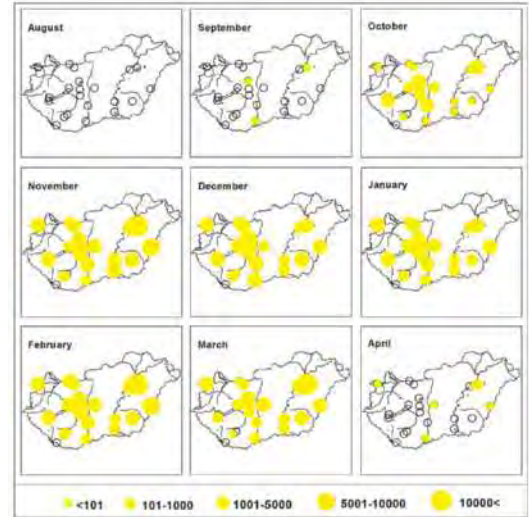 August
September
October
November
December
January
February
March
April
<101
101-1000
1001-5000
5001-10000
10000<